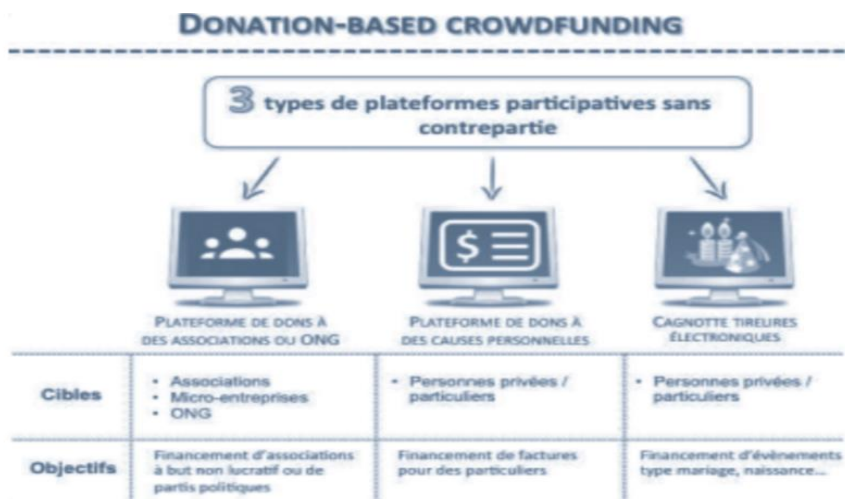 DONATION-BASED CROWDFUNDING
3 types de plateformes participatives sans
contrepartie
$
PLATEFORME DE DONS À
DES ASSOCIATIONS OU ONG
PLATEFORME DE DONS À
DES CAUSES PERSONNELLES
CAGNOTTE TIREURES
ÉLECTRONIQUES
Cibles
• Associations
• Micro-entreprises
• ONG
• Personnes privées /
particuliers
• Personnes privées /
particuliers
Objectifs
Financement d'associations
à but non lucratif ou de
partis politiques
Financement de factures
pour des particuliers
Financement d'évènements
type mariage, naissance...